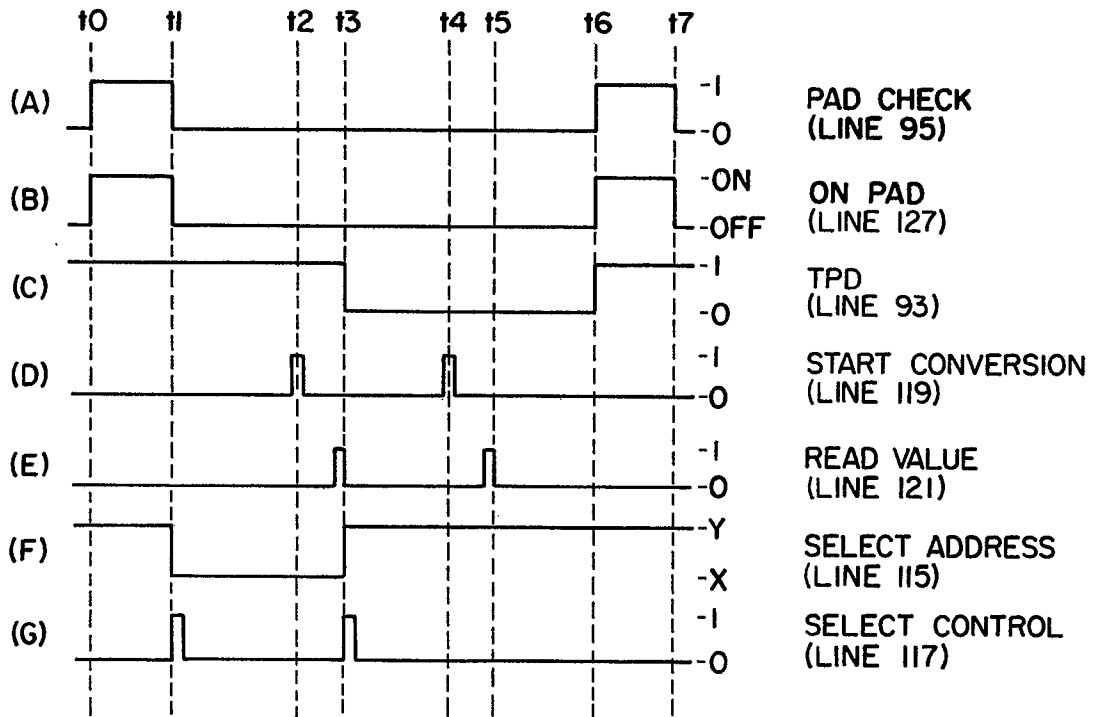 t0 t1 t2 t3 t4 t5 t6 t7
(A) -1 -0 PAD CHECK
(LINE 95)
(B) -ON -OFF ON PAD
(LINE 127)
(C) -1 -0 TPD
(LINE 93)
(D) -1 -0 START CONVERSION
(LINE 119)
(E) -1 -0 READ VALUE
(LINE 121)
(F) -Y -X SELECT ADDRESS
(LINE 115)
(G) -1 -0 SELECT CONTROL
(LINE 117)